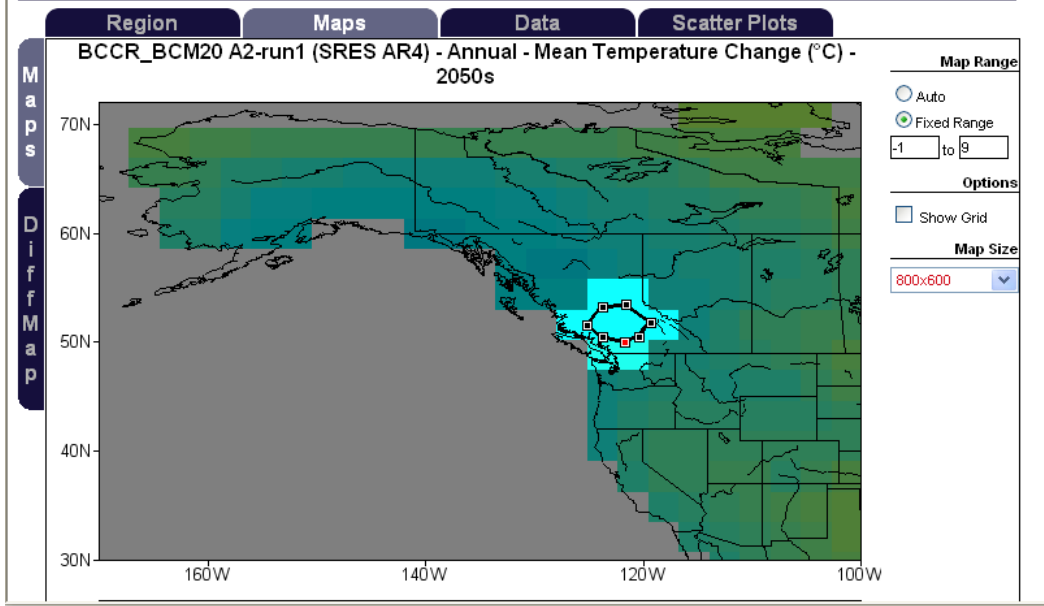 Region Maps Data Scatter Plots
Maps
DiffMap
BCCR_BCM20 A2-run1 (SRES AR4) - Annual - Mean Temperature Change (°C) -
2050s
70N
60N
50N
40N
30N
160W 140W 120W 100W
Map Range
Auto
Fixed Range
-1 to 9
Options
Show Grid
Map Size
800x600